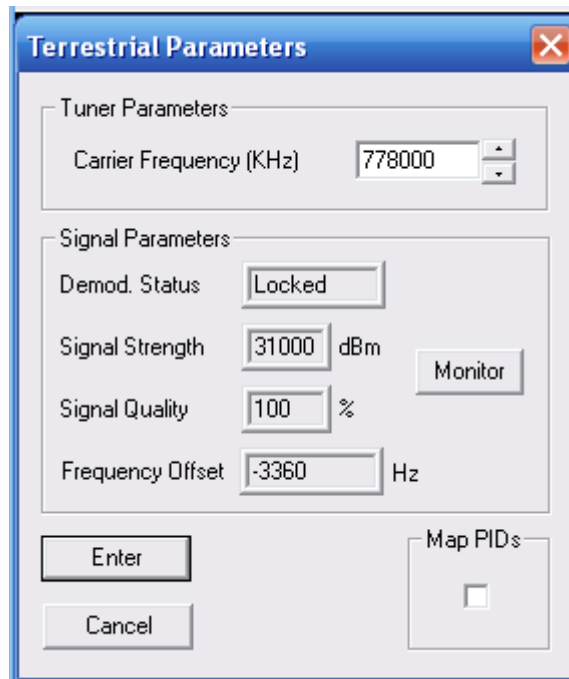 Terrestrial Parameters
Tuner Parameters
Carrier Frequency (KHz) 778000
Signal Parameters
Demod. Status Locked
Signal Strength 31000 dBm
Monitor
Signal Quality 100 %
Frequency Offset -3360 Hz
Enter
Map PIDs
Cancel